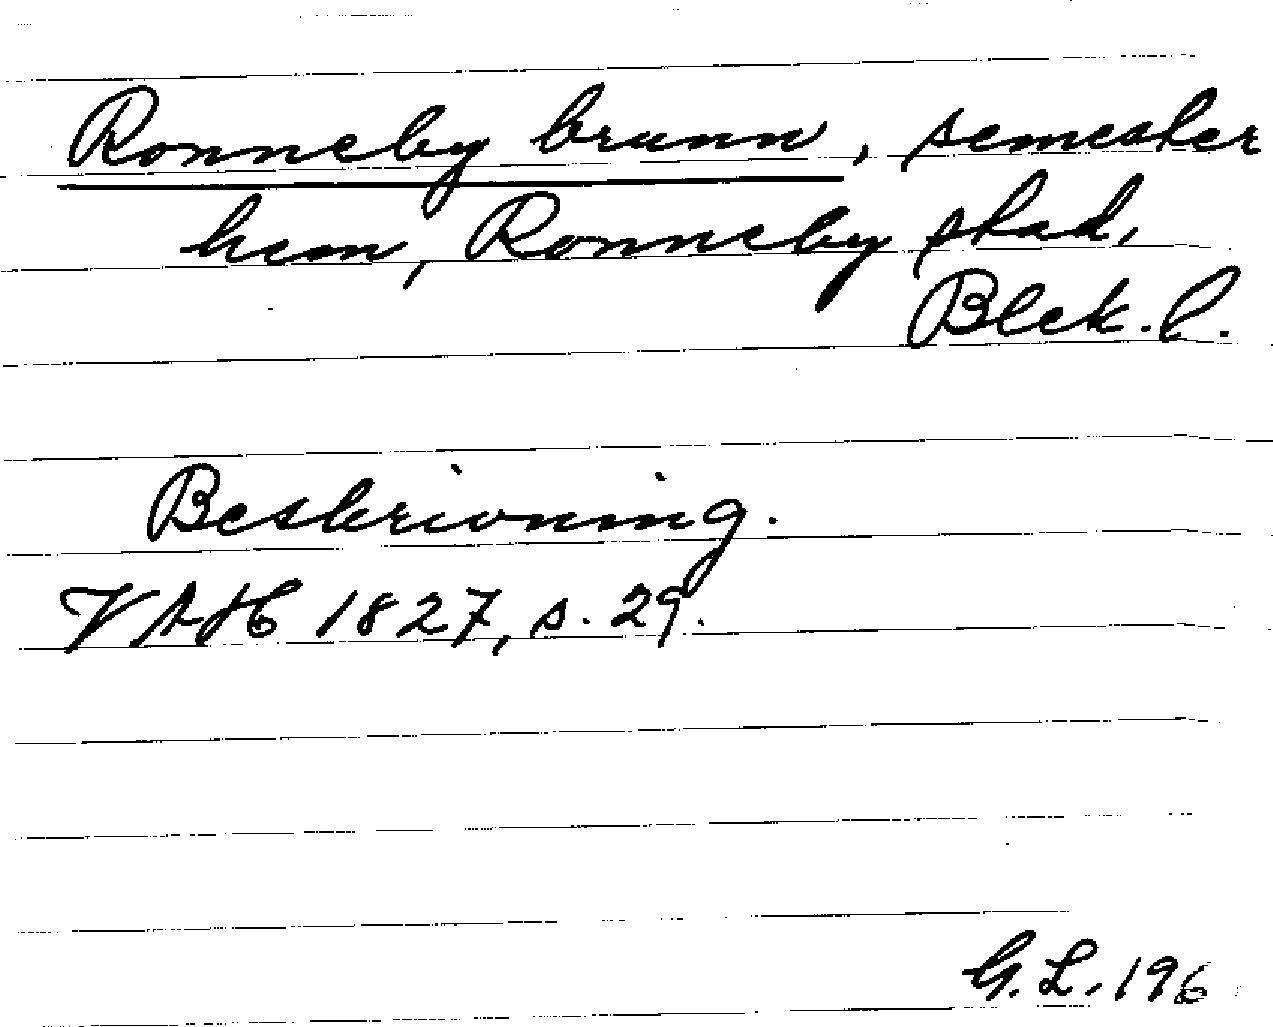 Ronneby brunn, semester
hem, Ronneby stad,
Blek. l.
Beskrivning.
VAH 1827, s. 29.
G. L. 196